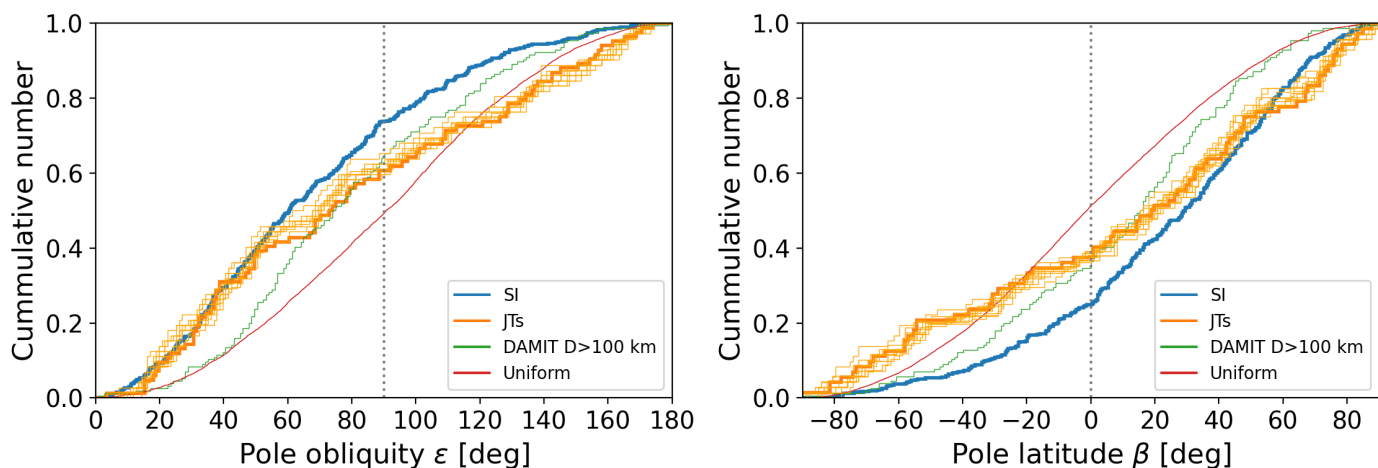 1.0
0.8
0.6
0.4
0.2
0.0
Cummulative number
0 20 40 60 80 100 120 140 160 180
Pole obliquity ε [deg]
SI
JTs
DAMIT D>100 km
Uniform
1.0
0.8
0.6
0.4
0.2
0.0
Cummulative number
−80 −60 −40 −20 0 20 40 60 80
Pole latitude β [deg]
SI
JTs
DAMIT D>100 km
Uniform